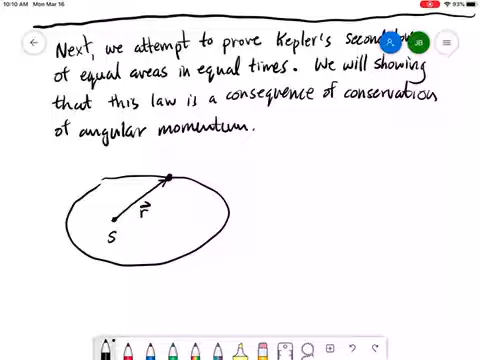 10:10 AM Mon Mar 16 93%
Next, we attempt to prove Kepler's second
JB
of equal areas in equal times. We will showing
that this law is a consequence of conservation
of angular momentum.
r
S